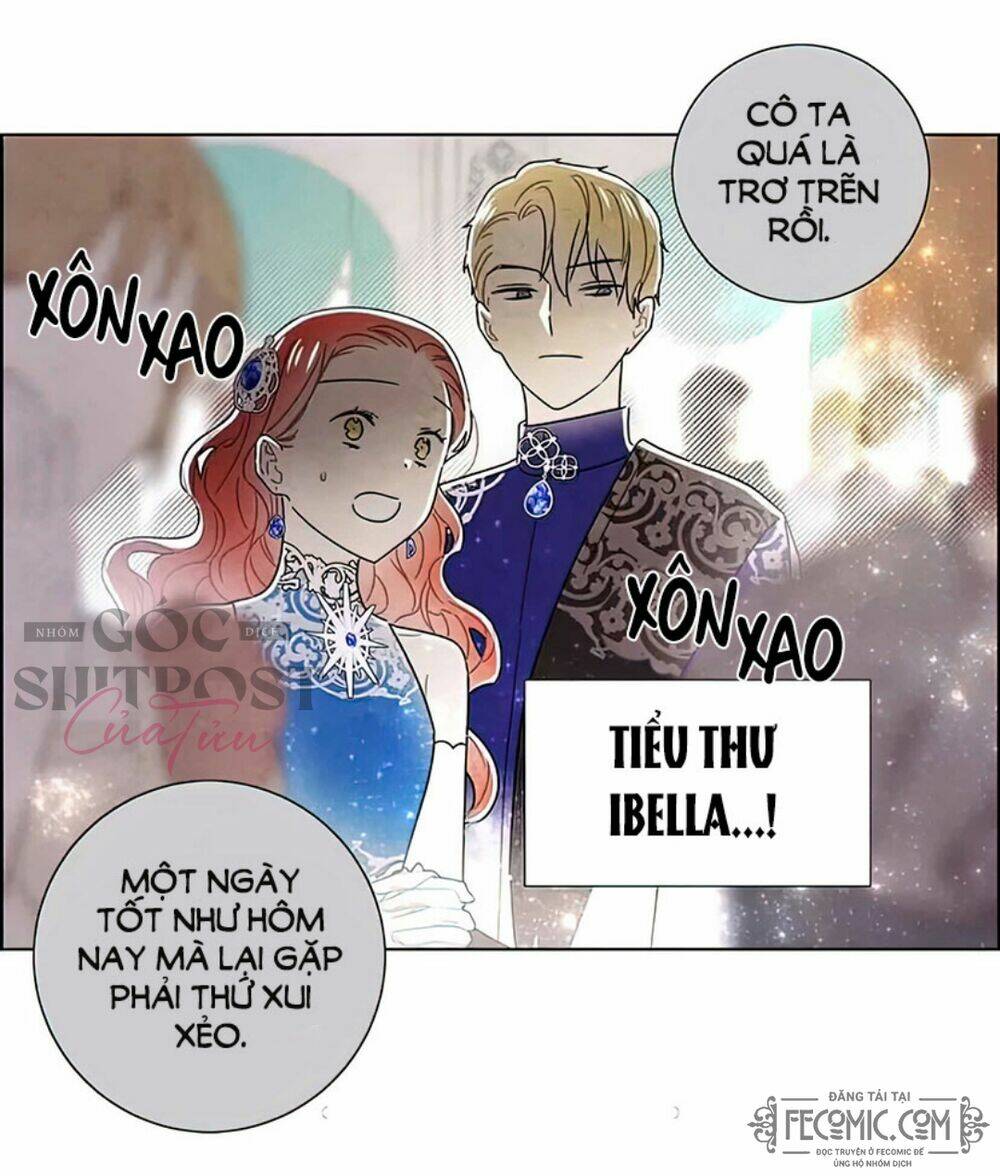 CÔ TA
QUÁ LÀ
TRƠ TRẼN
RỒI.
XÔN XAO
XÔN XAO
NHÓM GÓC DỊCH
SHITPOST
Của Tửu
TIỂU THƯ
IBELLA...!
MỘT NGÀY
TỐT NHƯ HÔM
NAY MÀ LẠI GẶP
PHẢI THỨ XUI
XẺO.
ĐĂNG TẢI TẠI
FECOMIC.COM
ĐỌC TRUYỆN Ở FECOMIC ĐỂ
ỦNG HỘ NHÓM DỊCH